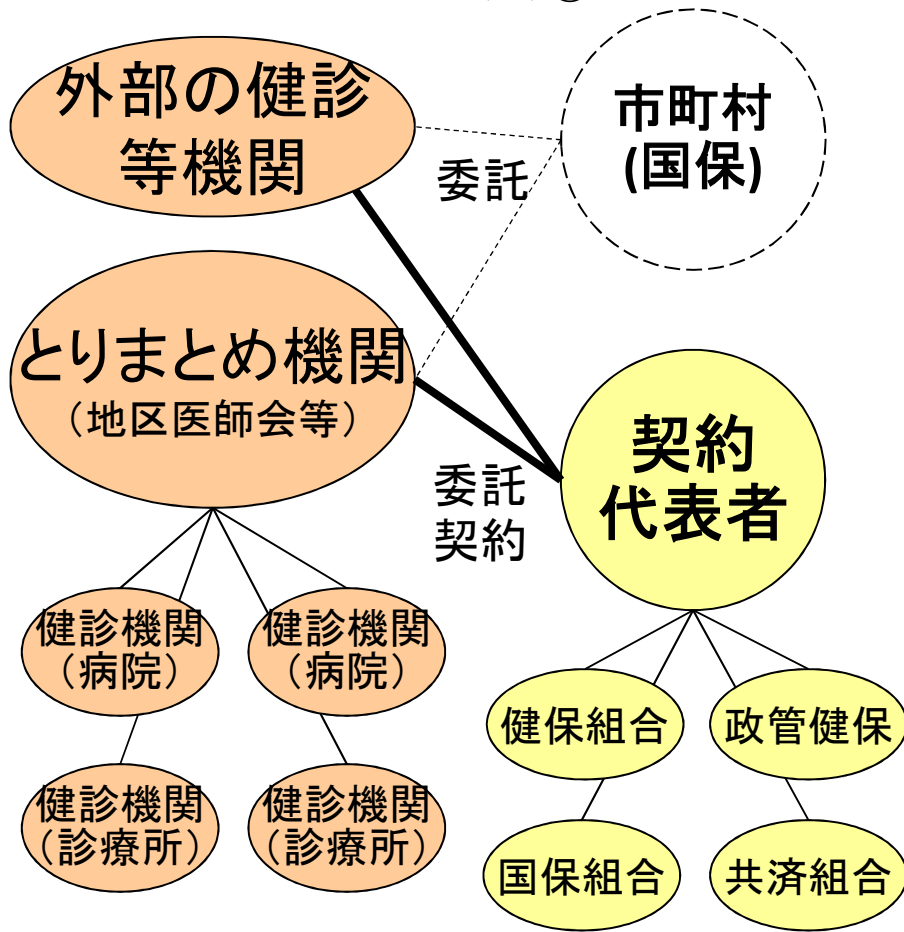 外部の健診
等機関
市町村
(国保)
委託
とりまとめ機関
（地区医師会等）
契約
代表者
委託
契約
健診機関
（病院）
健診機関
（病院）
健保組合
政管健保
健診機関
（診療所）
健診機関
（診療所）
国保組合
共済組合